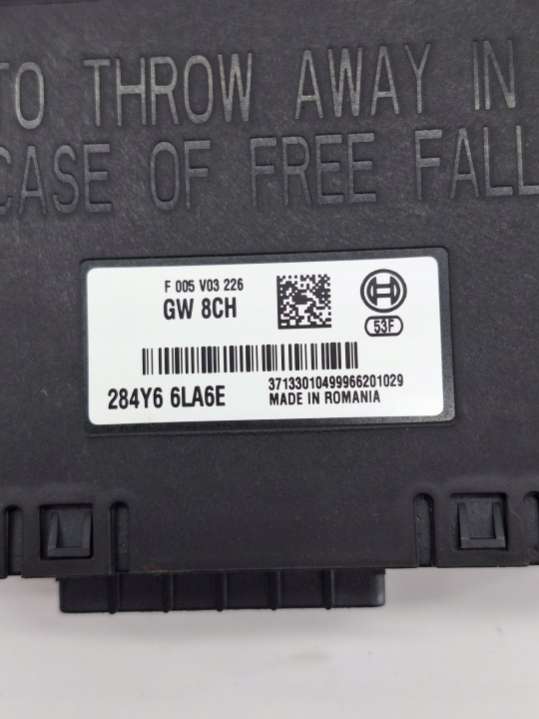 TO THROW AWAY IN
CASE OF FREE FALL
F 005 V03 226
GW 8CH
53F
284Y6 6LA6E
37133010499966201029
MADE IN ROMANIA